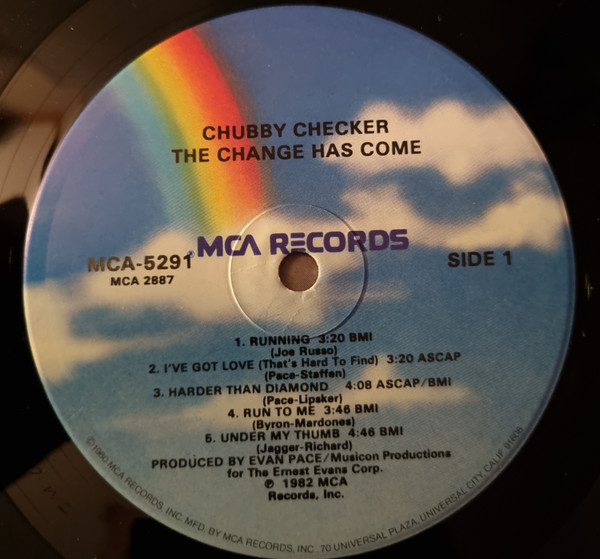 CHUBBY CHECKER
THE CHANGE HAS COME
MCA RECORDS
MCA-5291
MCA 2887
SIDE 1
1. RUNNING 3:20 BMI
(Joe Russo)
2. I'VE GOT LOVE (That's Hard To Find) 3:20 ASCAP
(Pace-Staffen)
3. HARDER THAN DIAMOND 4:08 ASCAP/BMI
(Pace-Lipsker)
4. RUN TO ME 3:46 BMI
(Byron-Mardones)
5. UNDER MY THUMB 4:46 BMI
(Jagger-Richard)
PRODUCED BY EVAN PACE/Musicon Productions
for The Ernest Evans Corp.
℗ 1982 MCA
Records, Inc.
©1980 MCA RECORDS, INC. MFD. BY MCA RECORDS, INC., 70 UNIVERSAL PLAZA, UNIVERSAL CITY, CALIF. 91608